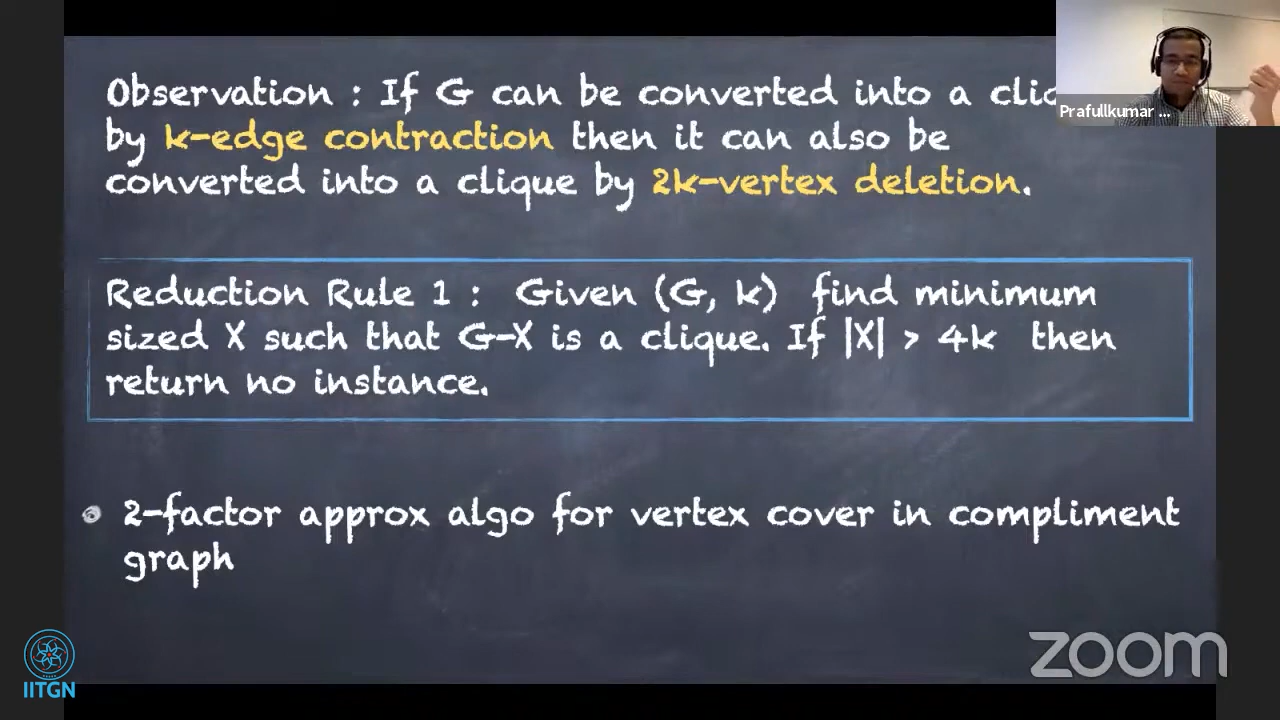 Observation : If G can be converted into a
by k-edge contraction then it can also be
converted into a clique by 2k-vertex deletion.
Prafullkumar ...
Reduction Rule 1 : Given (G, k) find minimum
sized X such that G-X is a clique. If |X| > 4k then
return no instance.
2-factor approx algo for vertex cover in compliment
graph
IITGN
zoom